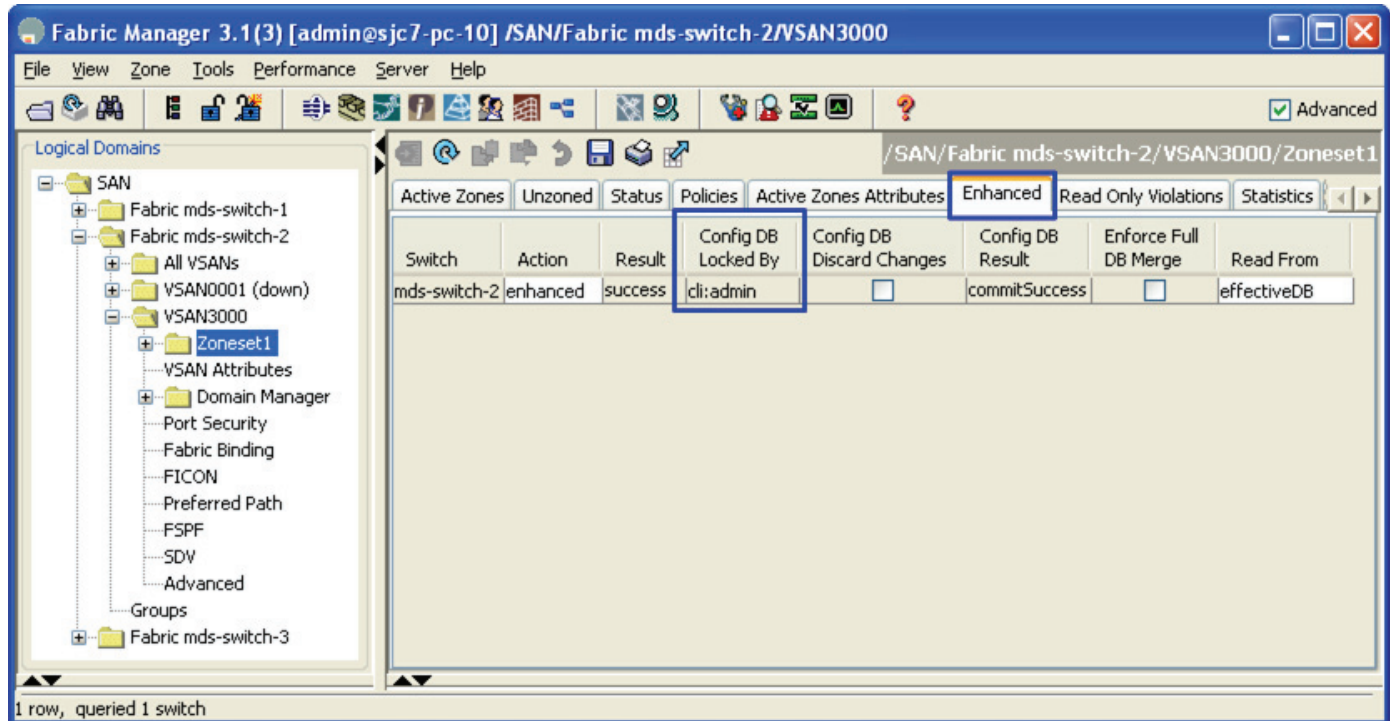 Fabric Manager 3.1(3) [admin@sjc7-pc-10] /SAN/Fabric mds-switch-2/VSAN3000
File View Zone Tools Performance Server Help
Advanced
Logical Domains
SAN
Fabric mds-switch-1
Fabric mds-switch-2
All VSANs
VSAN0001 (down)
VSAN3000
Zoneset1
VSAN Attributes
Domain Manager
Port Security
Fabric Binding
FICON
Preferred Path
FSPF
SDV
Advanced
Groups
Fabric mds-switch-3
/SAN/Fabric mds-switch-2/VSAN3000/Zoneset1
Active Zones Unzoned Status Policies Active Zones Attributes Enhanced Read Only Violations Statistics
Config DB Config DB Config DB Enforce Full
Switch Action Result Locked By Discard Changes Result DB Merge Read From
mds-switch-2 enhanced success cli:admin commitSuccess effectiveDB
1 row, queried 1 switch